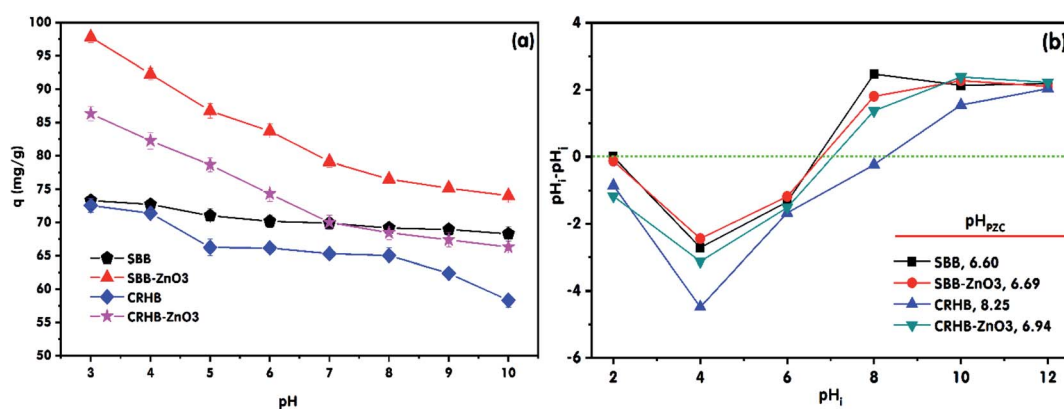 (a)
q (mg/g)
100
95
90
85
80
75
70
65
60
55
50
SBB
SBB-ZnO3
CRHB
CRHB-ZnO3
3 4 5 6 7 8 9 10
pH
(b)
pHi-pHi
4
2
0
-2
-4
-6
pHPZC
SBB, 6.60
SBB-ZnO3, 6.69
CRHB, 8.25
CRHB-ZnO3, 6.94
2 4 6 8 10 12
pHi